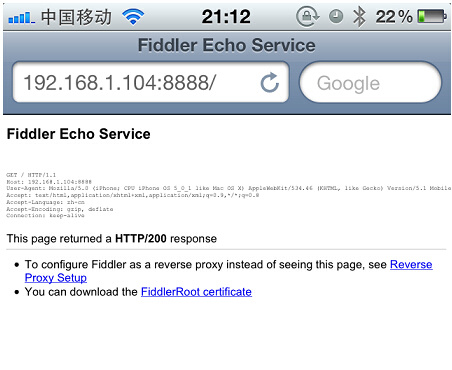 中国移动 21:12 22%
Fiddler Echo Service
192.168.1.104:8888/ Google
Fiddler Echo Service
GET / HTTP/1.1
Host: 192.168.1.104:8888
User-Agent: Mozilla/5.0 (iPhone; CPU iPhone OS 5_0_1 like Mac OS X) AppleWebKit/534.46 (KHTML, like Gecko) Version/5.1 Mobile
Accept: text/html,application/xhtml+xml,application/xml;q=0.9,*/*;q=0.8
Accept-Language: zh-cn
Accept-Encoding: gzip, deflate
Connection: keep-alive
This page returned a HTTP/200 response
• To configure Fiddler as a reverse proxy instead of seeing this page, see Reverse
Proxy Setup
• You can download the FiddlerRoot certificate